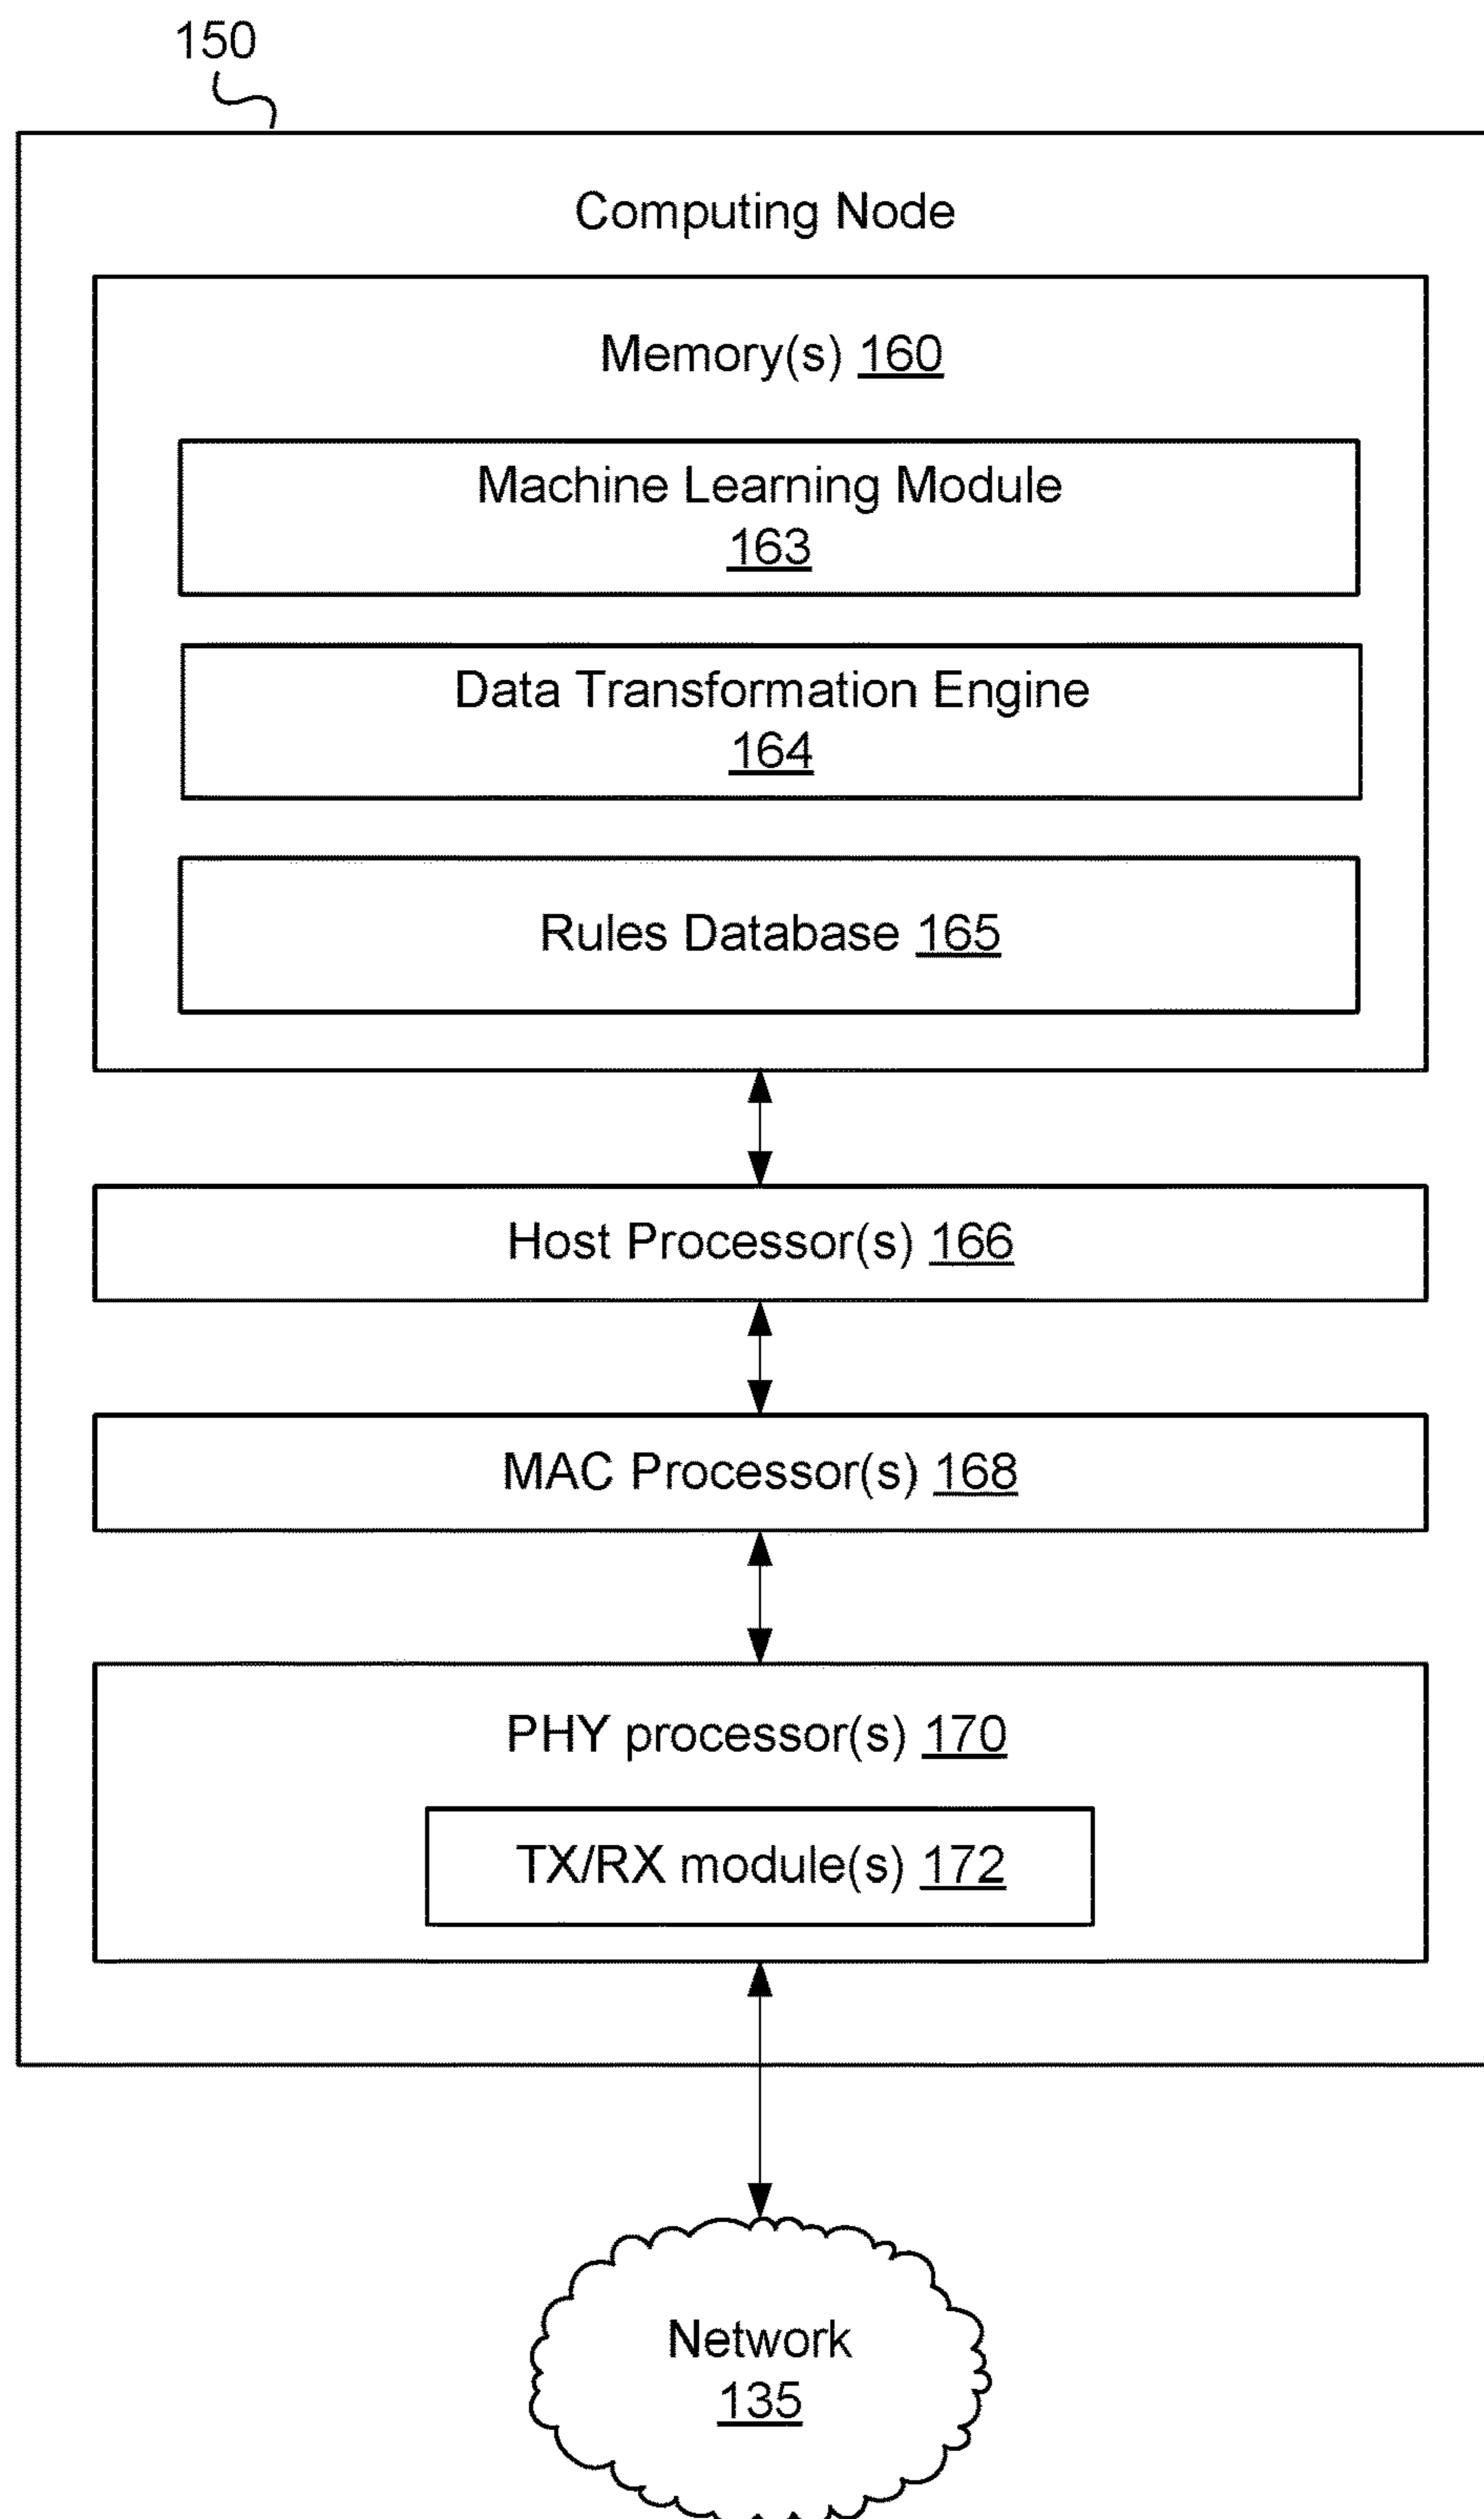 150
Computing Node
Memory(s) 160
Machine Learning Module
163
Data Transformation Engine
164
Rules Database 165
Host Processor(s) 166
MAC Processor(s) 168
PHY processor(s) 170
TX/RX module(s) 172
Network
135